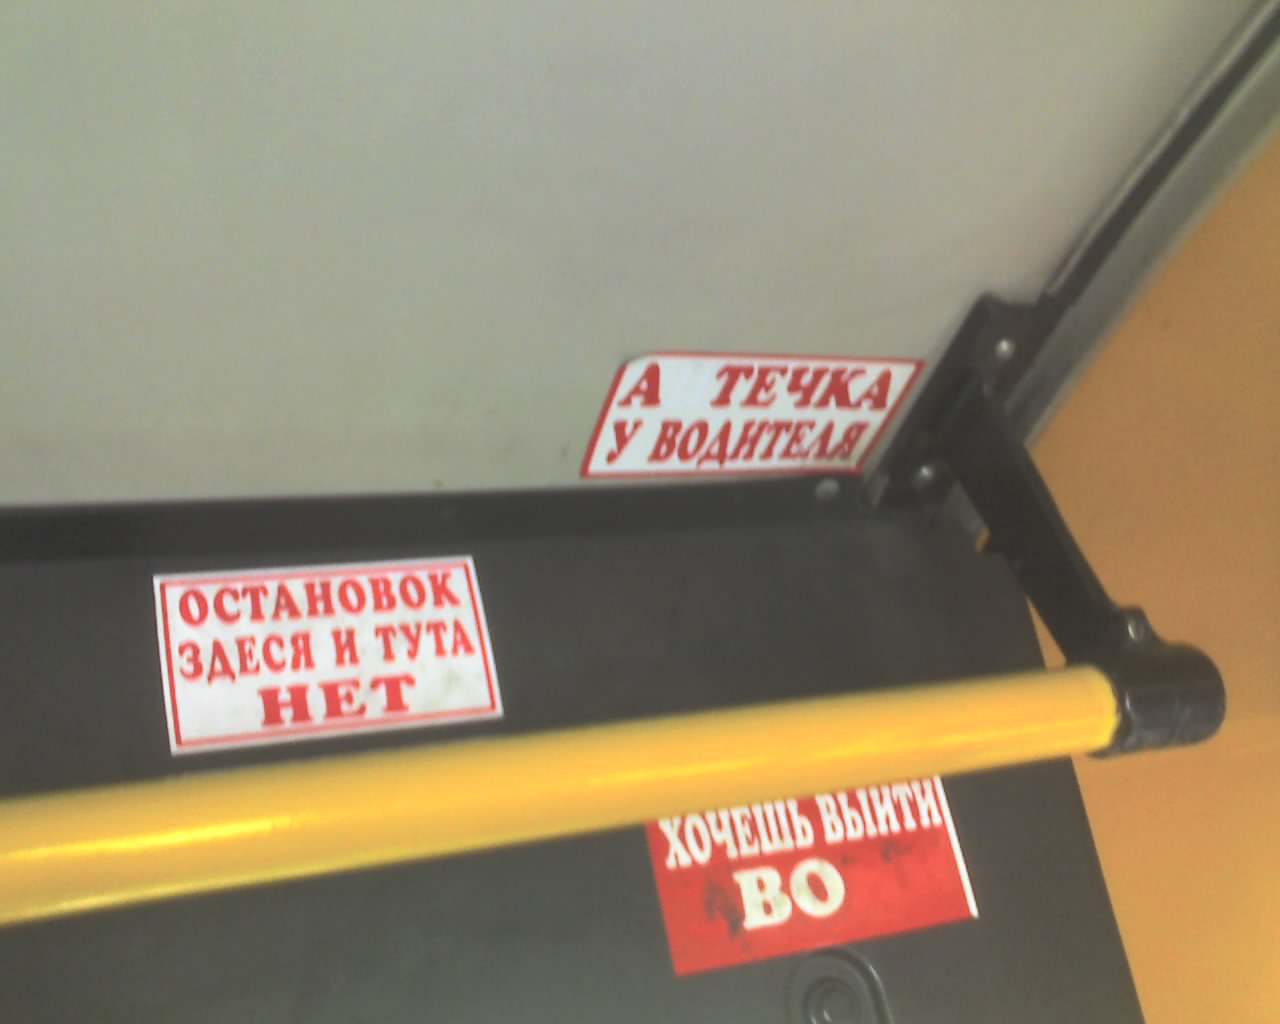 А ТЕЧКА
У ВОДИТЕЛЯ
ОСТАНОВОК
ЗДЕСЯ И ТУТА
НЕТ
ХОЧЕШЬ ВЫЙТИ
ВО